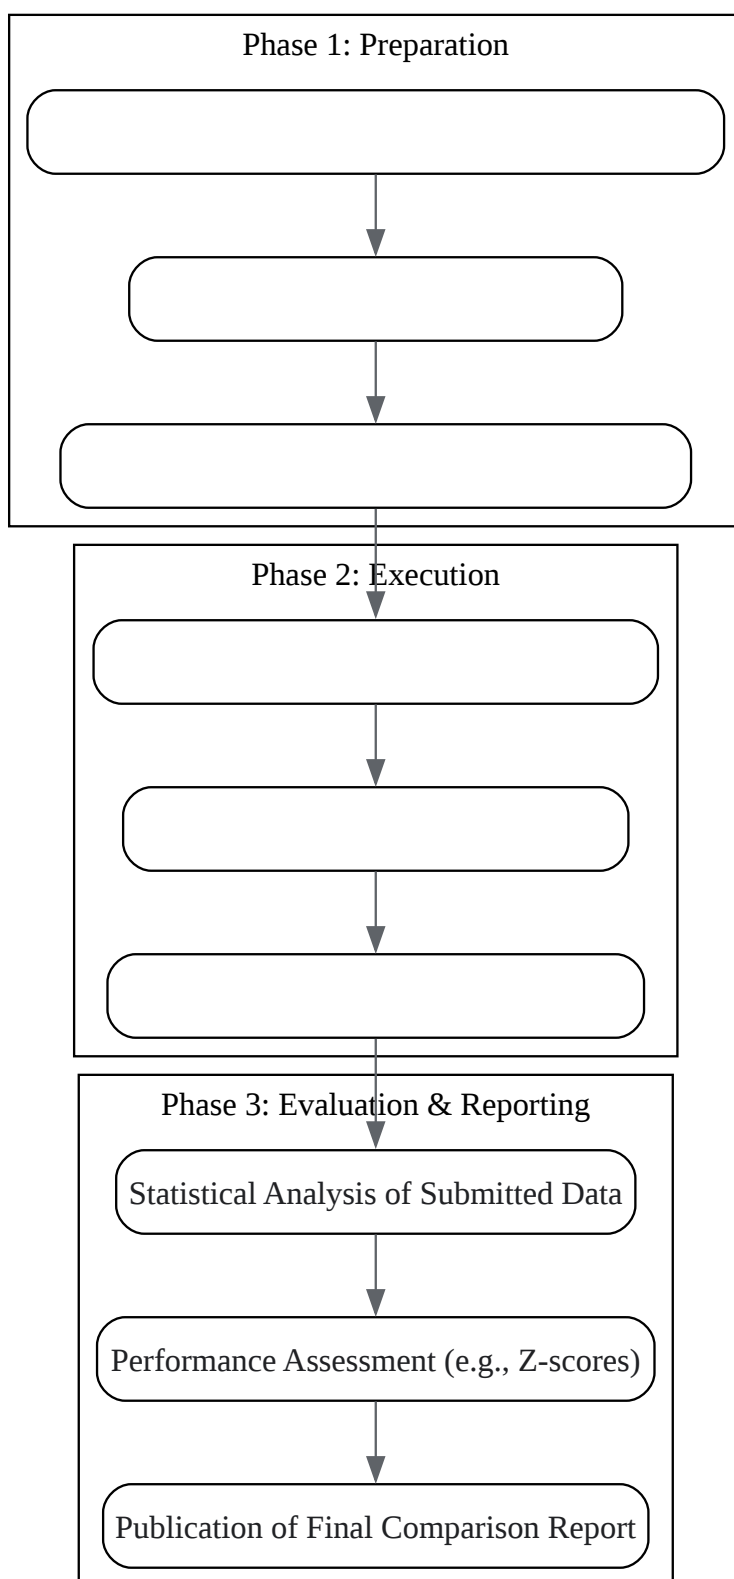 Phase 1: Preparation
Phase 2: Execution
Phase 3: Evaluation & Reporting
Statistical Analysis of Submitted Data
Performance Assessment (e.g., Z-scores)
Publication of Final Comparison Report